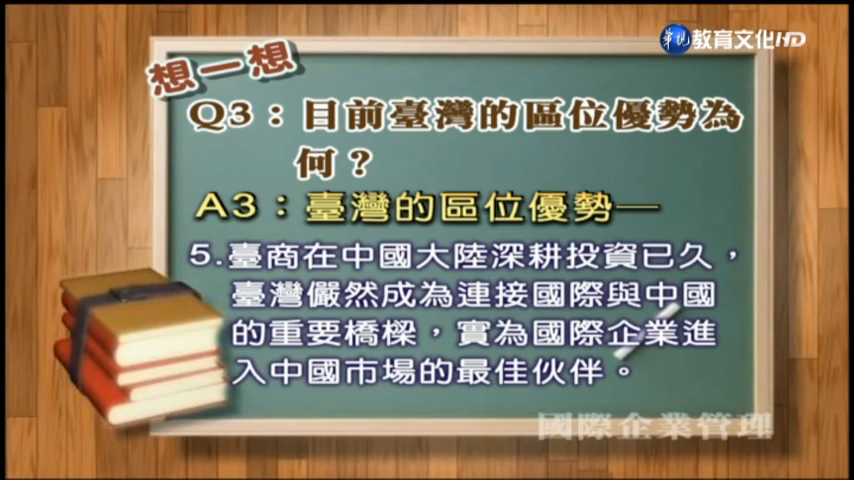 華視 教育文化HD
想一想
Q3：目前臺灣的區位優勢為
何？
A3：臺灣的區位優勢—
5.臺商在中國大陸深耕投資已久，
臺灣儼然成為連接國際與中國
的重要橋樑，實為國際企業進
入中國市場的最佳伙伴。
國際企業管理